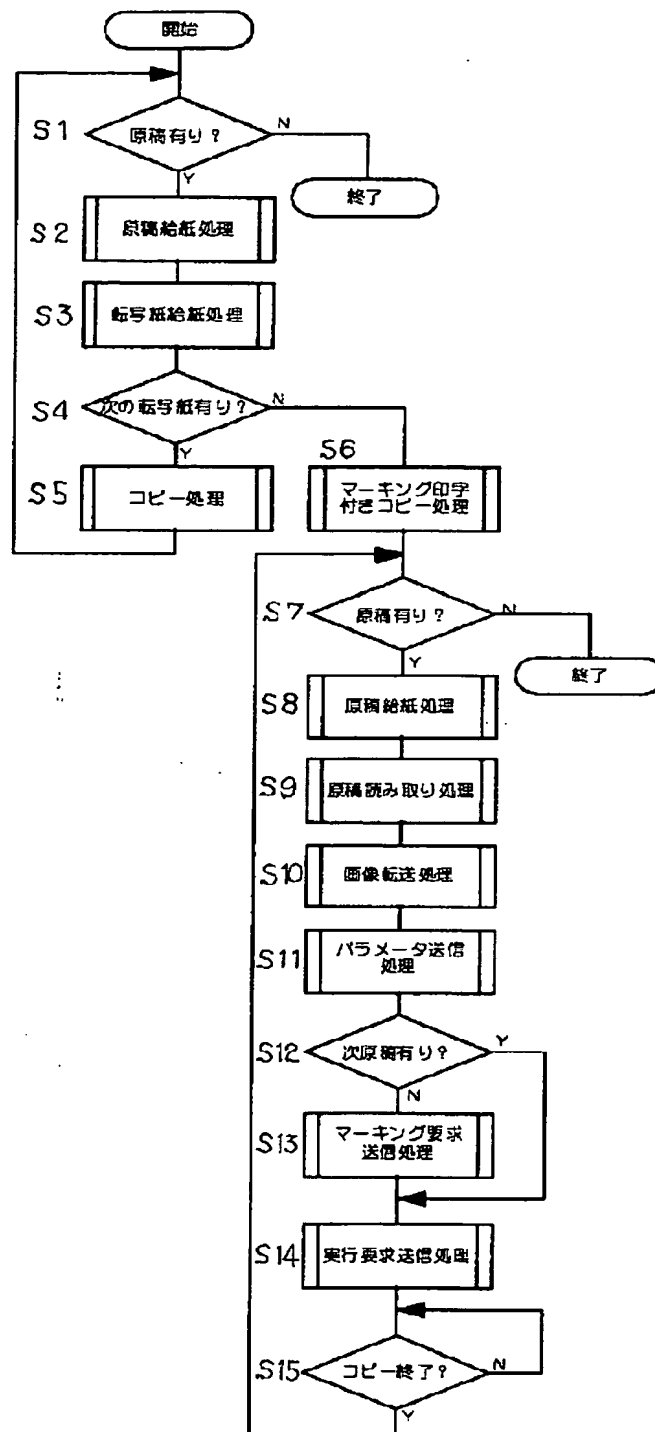 開始
S1
原稿有り?
N
Y
終了
S2
原稿給紙処理
S3
転写紙給紙処理
S4
次の転写紙有り?
N
Y
S5
コピー処理
S6
マーキング印字
付きコピー処理
S7
原稿有り?
N
Y
終了
S8
原稿給紙処理
S9
原稿読み取り処理
S10
画像転送処理
S11
パラメータ送信
処理
S12
次原稿有り?
Y
N
S13
マーキング要求
送信処理
S14
実行要求送信処理
S15
コピー終了?
N
Y